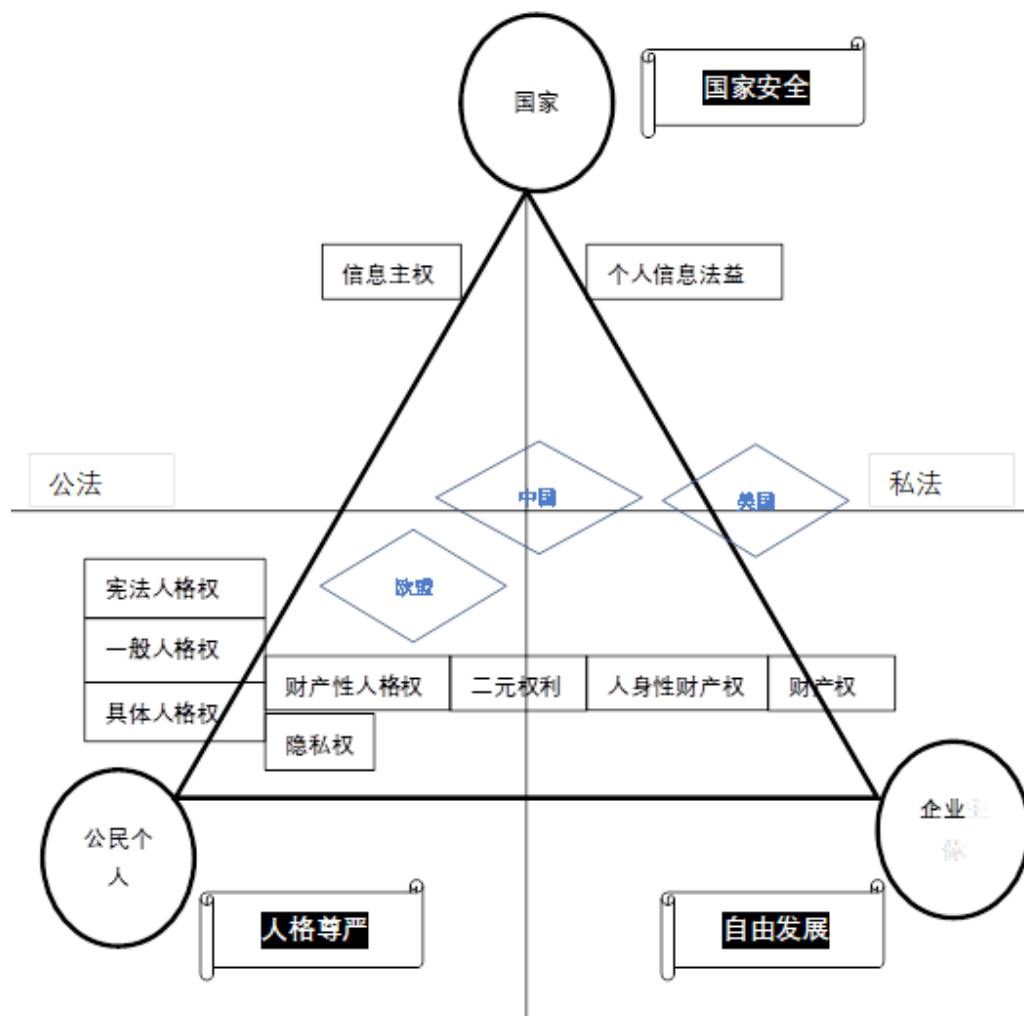 国家
国家安全
信息主权
个人信息法益
公法
中国
美国
私法
欧盟
宪法人格权
一般人格权
具体人格权
财产性人格权
二元权利
人身性财产权
财产权
隐私权
公民个
人
企业主
体
人格尊严
自由发展